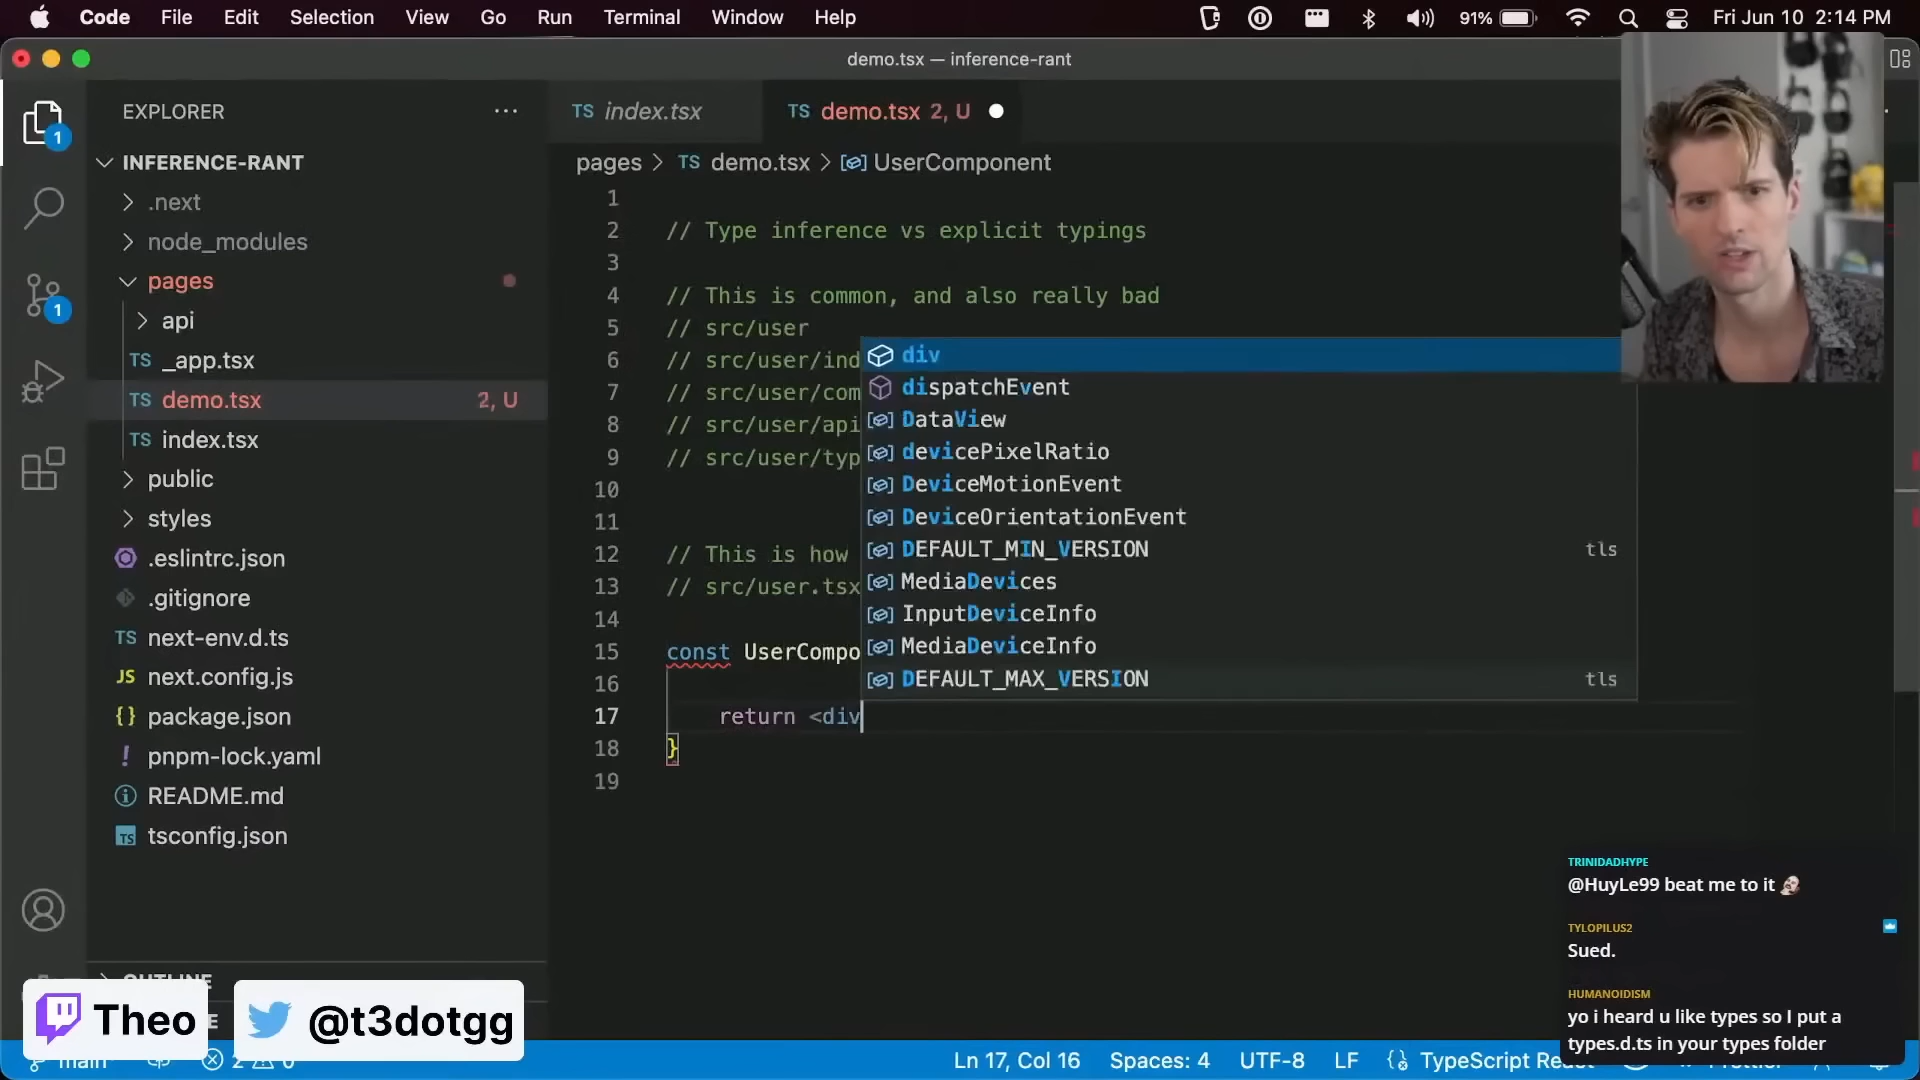 Code File Edit Selection View Go Run Terminal Window Help 91% Fri Jun 10 2:14 PM
demo.tsx — inference-rant
EXPLORER
INFERENCE-RANT
.next
node_modules
pages
api
TS _app.tsx
TS demo.tsx 2, U
TS index.tsx
public
styles
.eslintrc.json
.gitignore
TS next-env.d.ts
JS next.config.js
{} package.json
! pnpm-lock.yaml
README.md
TS tsconfig.json
OUTLINE
1
1
TS index.tsx
TS demo.tsx 2, U
pages > TS demo.tsx > UserComponent
1
2 // Type inference vs explicit typings
3
4 // This is common, and also really bad
5 // src/user
6 // src/user/ind
7 // src/user/com
8 // src/user/api
9 // src/user/typ
10
11
12 // This is how
13 // src/user.tsx
14
15 const UserCompo
16
17 return <div
18 }
19
div
dispatchEvent
DataView
devicePixelRatio
DeviceMotionEvent
DeviceOrientationEvent
DEFAULT_MIN_VERSION tls
MediaDevices
InputDeviceInfo
MediaDeviceInfo
DEFAULT_MAX_VERSION tls
TRINIDADHYPE
@HuyLe99 beat me to it
TYLOPILUS2
Sued.
HUMANOIDISM
yo i heard u like types so I put a
types.d.ts in your types folder
Theo
@t3dotgg
main 2 0 Ln 17, Col 16 Spaces: 4 UTF-8 LF TypeScript React